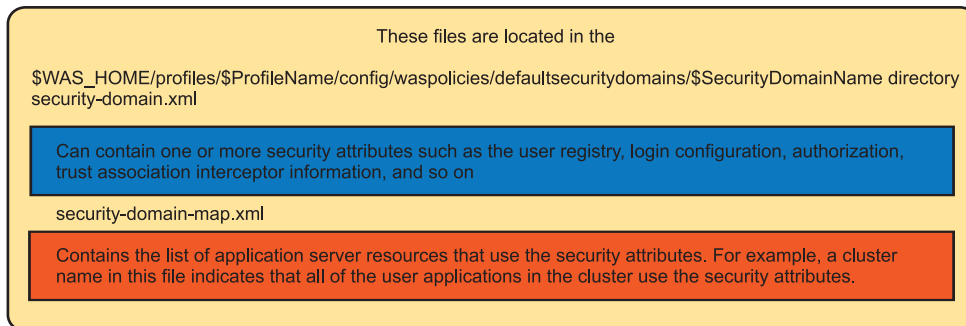 These files are located in the
$WAS_HOME/profiles/$ProfileName/config/waspolicies/defaultsecuritydomains/$SecurityDomainName directory
security-domain.xml
Can contain one or more security attributes such as the user registry, login configuration, authorization,
trust association interceptor information, and so on
security-domain-map.xml
Contains the list of application server resources that use the security attributes. For example, a cluster
name in this file indicates that all of the user applications in the cluster use the security attributes.